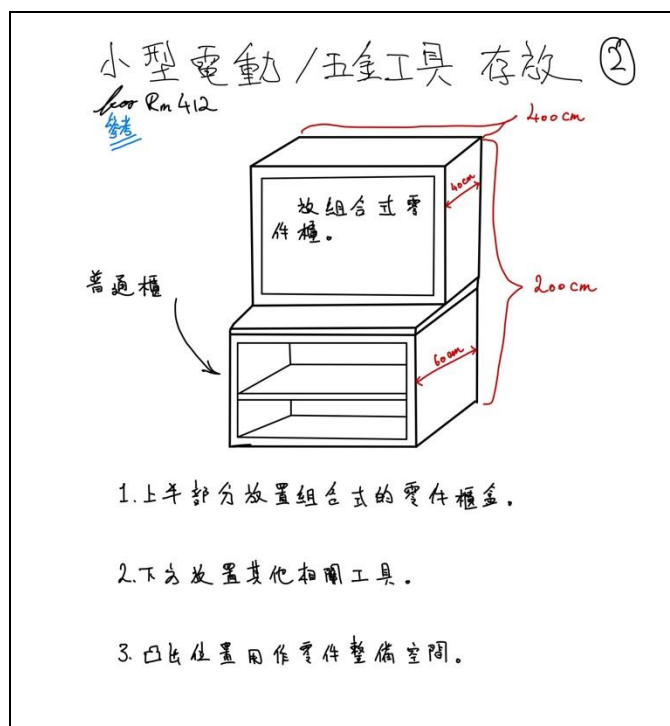 小型電動/五金工具 存放 ②
for Rm 412
參考
400cm
40cm
放組合式零
件櫃。
普通櫃
200cm
60cm
1.上半部分放置組合式的零件櫃盒。
2.下方放置其他相關工具。
3.凸出位置用作零件整備空間。